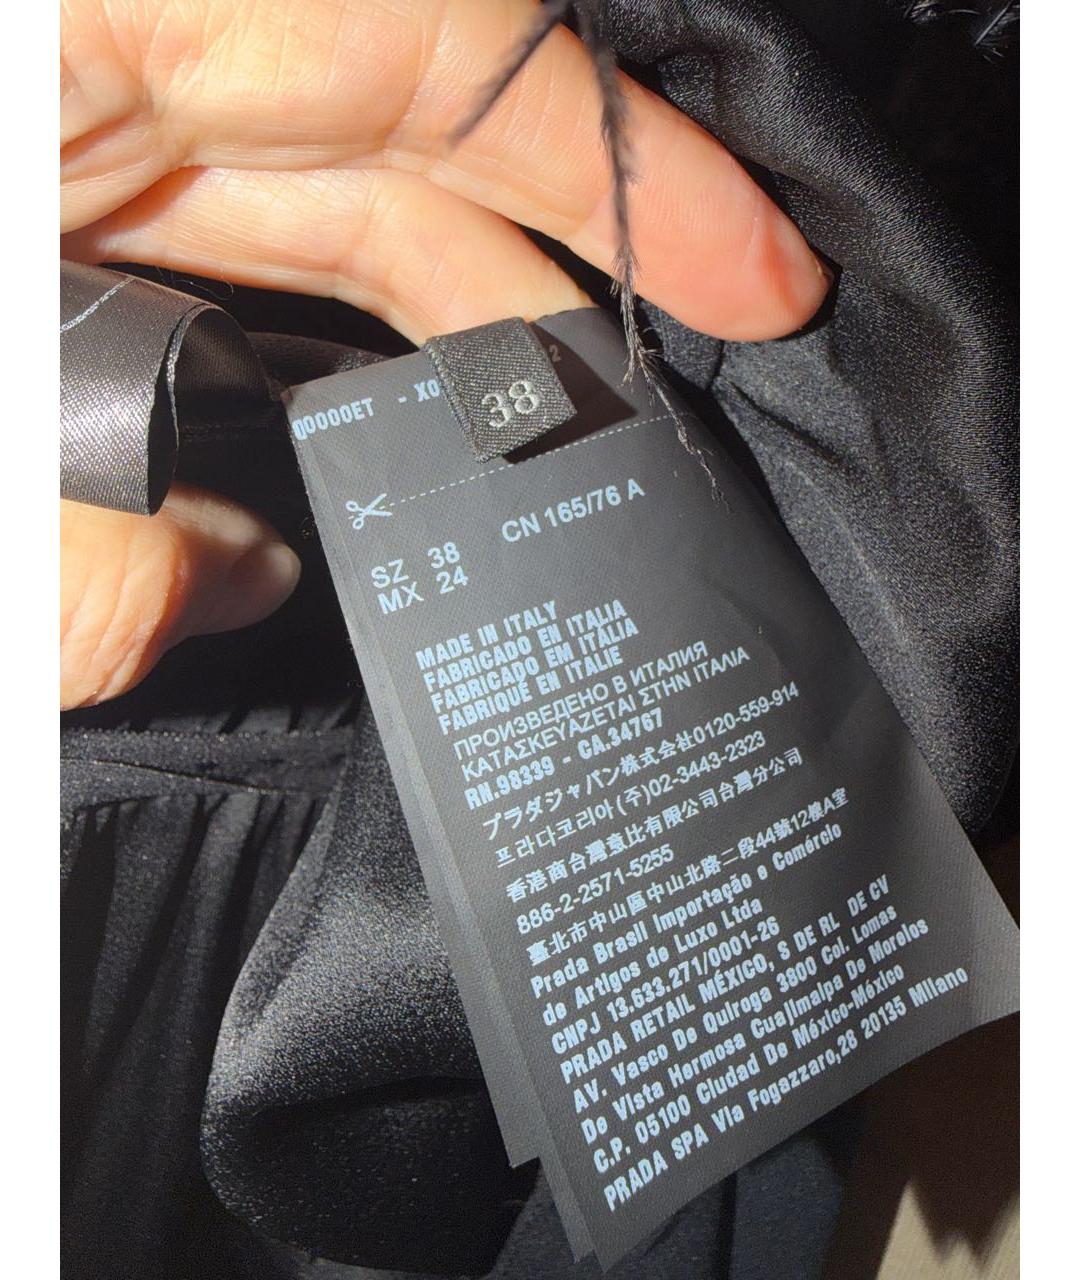 00000ET - X0 2
38
CN 165/76 A
SZ 38
MX 24
MADE IN ITALY
FABRICADO EN ITALIA
FABRICADO EM ITÁLIA
FABRIQUÉ EN ITALIE
ПРОИЗВЕДЕНО В ИТАЛИЯ
ΚΑΤΑΣΚΕΥΑΖΕΤΑΙ ΣΤΗΝ ΙΤΑΛΙΑ
RN.98339 - CA.34767
プラダジャパン株式会社0120-559-914
프라다코리아(주)02-3443-2323
香港商台灣意比有限公司台灣分公司
886-2-2571-5255
臺北市中山區中山北路二段44號12樓A室
Prada Brasil Importação e Comércio
de Artigos de Luxo Ltda
CNPJ 13.633.271/0001-26
PRADA RETAIL MÉXICO, S DE RL DE CV
AV. Vasco De Quiroga 3800 Col. Lomas
De Vista Hermosa Cuajimalpa De Morelos
C.P. 05100 Ciudad De México-México
PRADA SPA Via Fogazzaro,28 20135 Milano